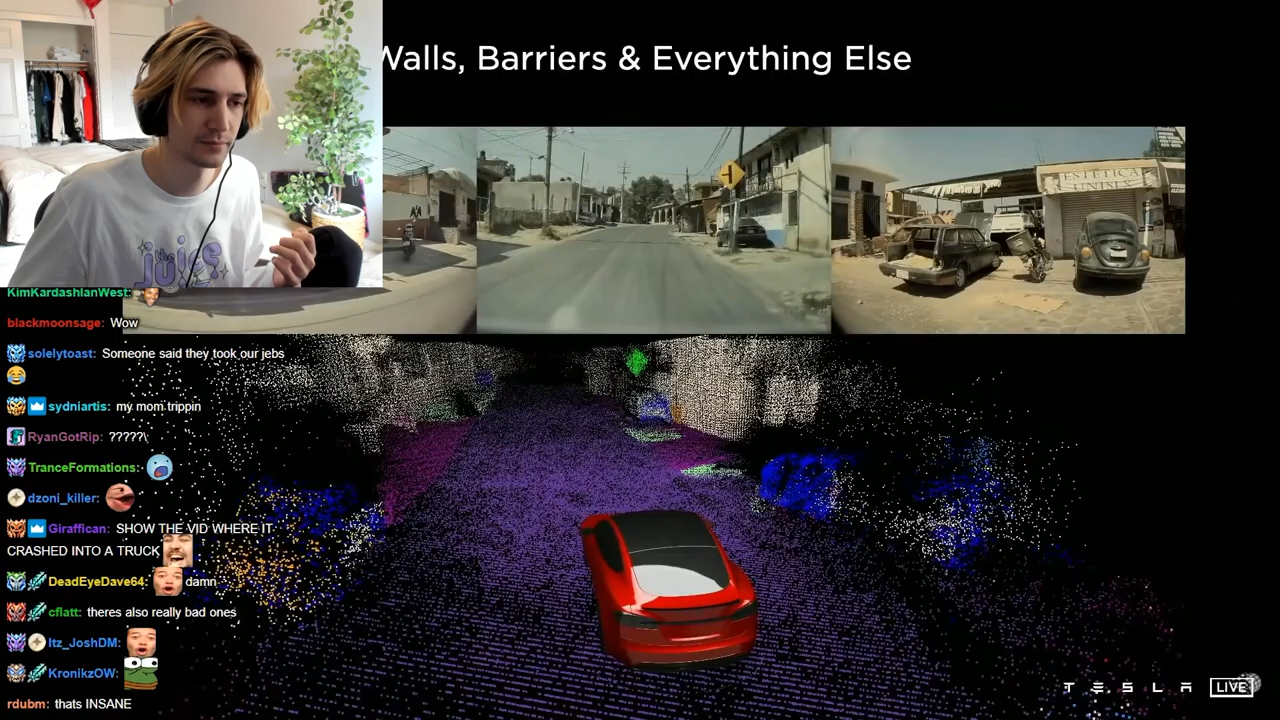 Walls, Barriers & Everything Else
the
juice
KimKardashianWest:
blackmoonsage: Wow
solelytoast: Someone said they took our jebs
sydniartis: my mom trippin
RyanGotRip: ?????\
TranceFormations:
dzoni_killer:
Giraffican: SHOW THE VID WHERE IT
CRASHED INTO A TRUCK
DeadEyeDave64: damn
cflatt: theres also really bad ones
Itz_JoshDM:
KronikzOW:
rdubm: thats INSANE
TESLA LIVE